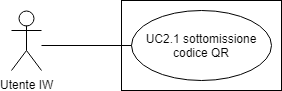 UC2.1 sottomissione
codice QR
Utente IW